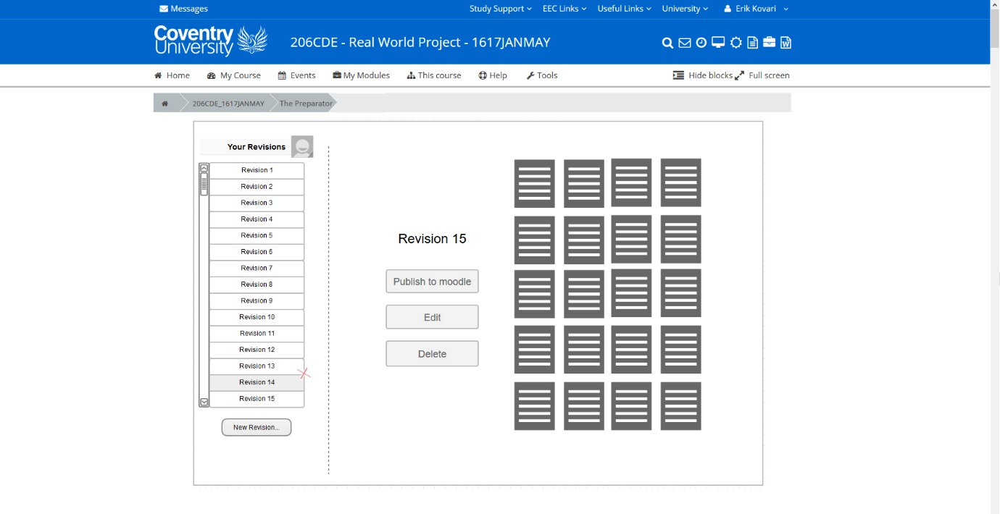 Messages
Study Support EEC Links Useful Links University Erik Kovari
Coventry
University
206CDE - Real World Project - 1617JANMAY
W
Home My Course Events My Modules This course Help Tools Hide blocks Full screen
206CDE_1617JANMAY The Preparator
Your Revisions
Revision 1
Revision 2
Revision 3
Revision 4
Revision 5
Revision 6
Revision 7
Revision 8
Revision 9
Revision 10
Revision 11
Revision 12
Revision 13
Revision 14
Revision 15
New Revision...
Revision 15
Publish to moodle
Edit
Delete